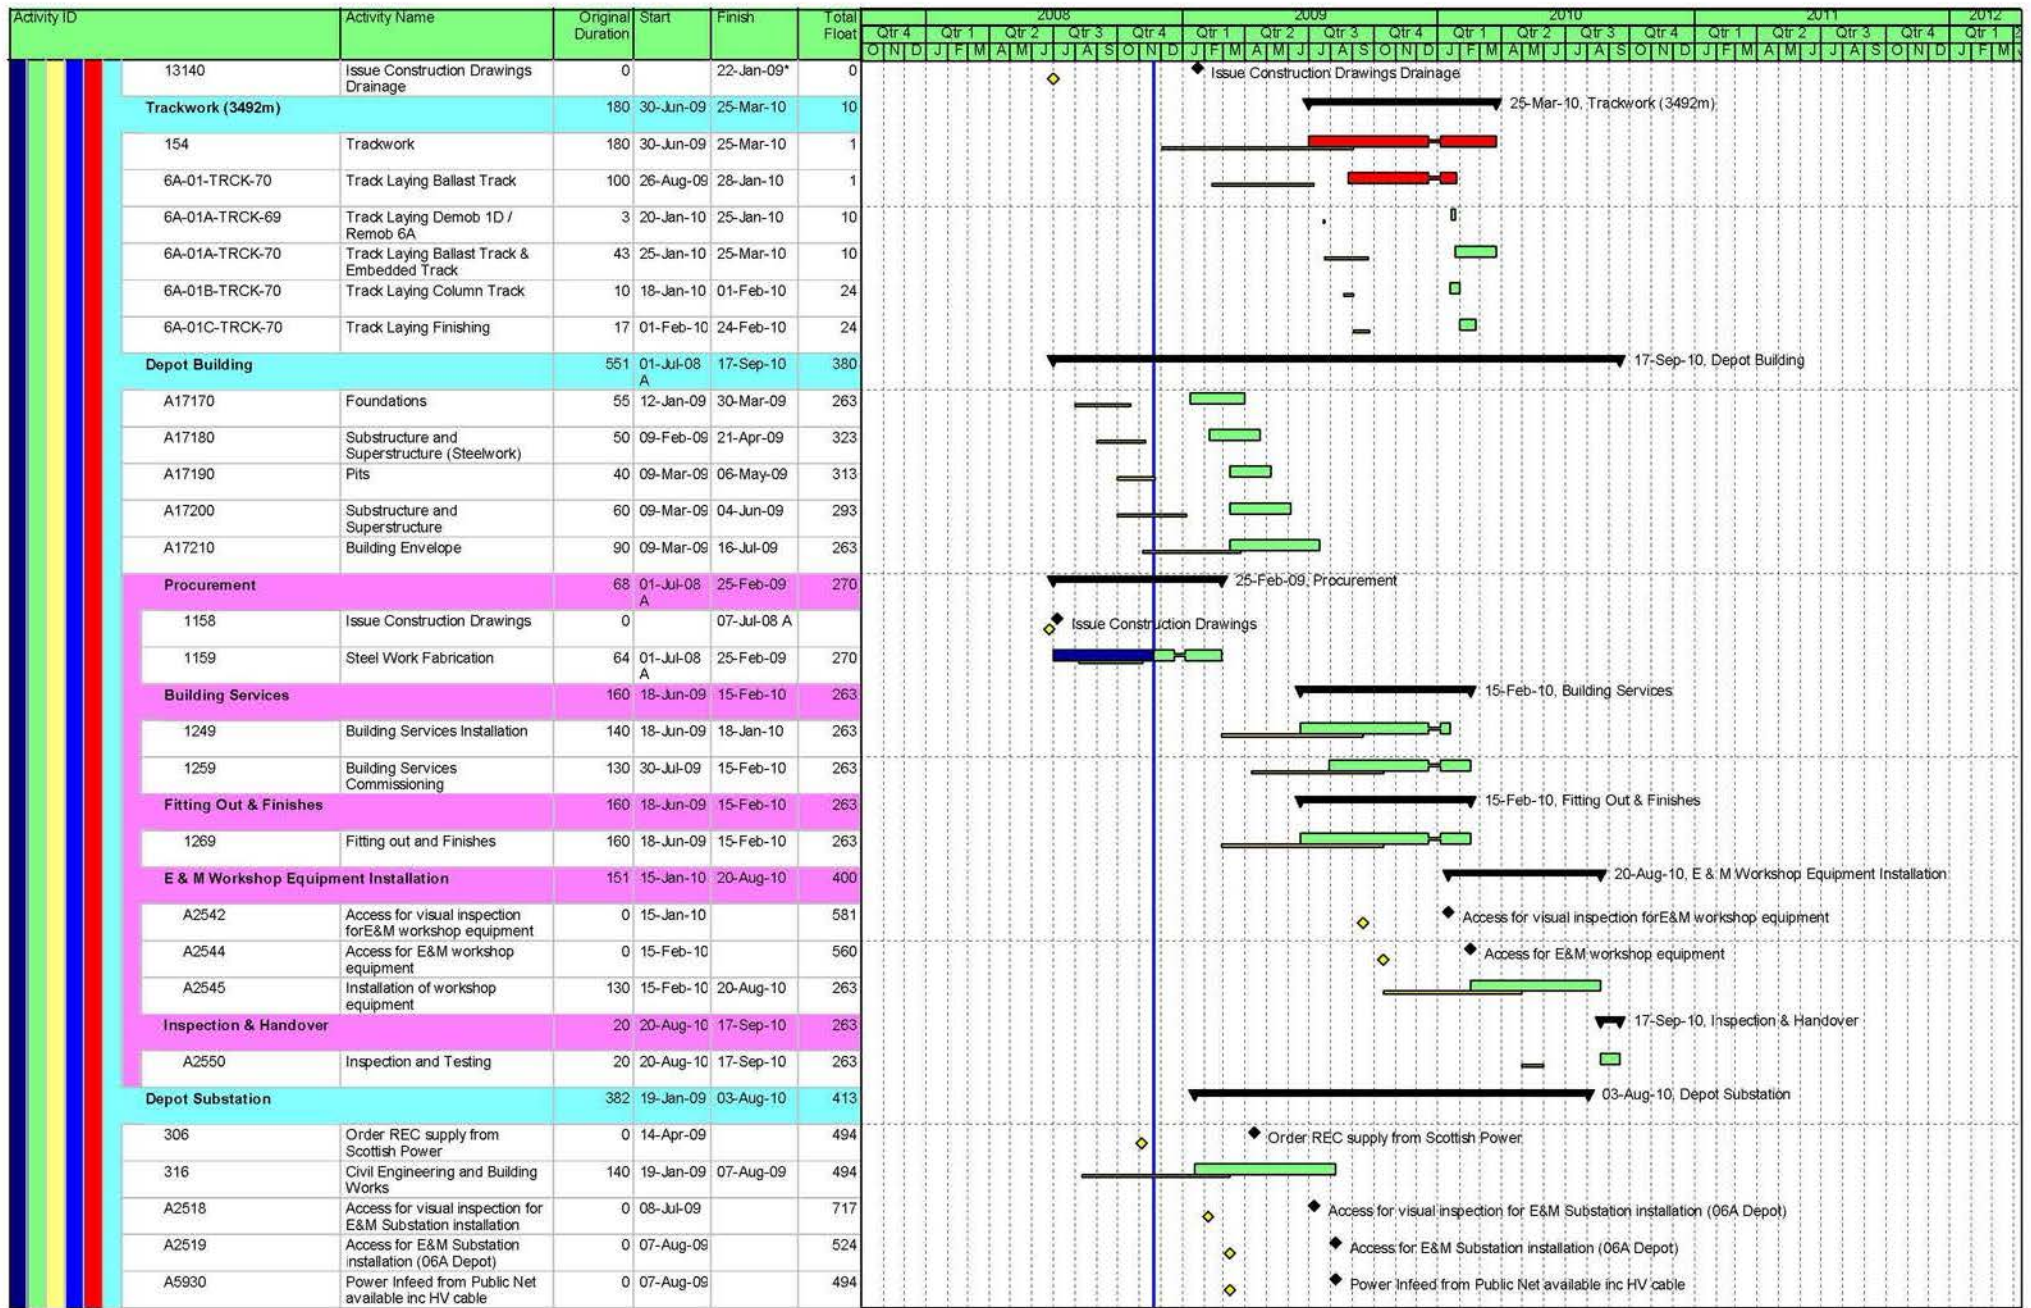 Activity ID Activity Name Original Start Finish Total 2008 2009 2010 2011 2012
Duration Float Qtr 4 Qtr 1 Qtr 2 Qtr 3 Qtr 4 Qtr 1 Qtr 2 Qtr 3 Qtr 4 Qtr 1 Qtr 2 Qtr 3 Qtr 4 Qtr 1 Qtr 2 Qtr 3 Qtr 4 Qtr 1 2
O N D J F M A M J J A S O N D J F M A M J J A S O N D J F M A M J J A S O N D J F M A M J J A S O N D J F M
13140 Issue Construction Drawings 0 22-Jan-09* 0 Issue Construction Drawings Drainage
Drainage
Trackwork (3492m) 180 30-Jun-09 25-Mar-10 10 25-Mar-10, Trackwork (3492m)
154 Trackwork 180 30-Jun-09 25-Mar-10 1
6A-01-TRCK-70 Track Laying Ballast Track 100 26-Aug-09 28-Jan-10 1
6A-01A-TRCK-69 Track Laying Demob 1D / 3 20-Jan-10 25-Jan-10 10
Remob 6A
6A-01A-TRCK-70 Track Laying Ballast Track & 43 25-Jan-10 25-Mar-10 10
Embedded Track
6A-01B-TRCK-70 Track Laying Column Track 10 18-Jan-10 01-Feb-10 24
6A-01C-TRCK-70 Track Laying Finishing 17 01-Feb-10 24-Feb-10 24
Depot Building 551 01-Jul-08 17-Sep-10 380 17-Sep-10, Depot Building
A
A17170 Foundations 55 12-Jan-09 30-Mar-09 263
A17180 Substructure and 50 09-Feb-09 21-Apr-09 323
Superstructure (Steelwork)
A17190 Pits 40 09-Mar-09 06-May-09 313
A17200 Substructure and 60 09-Mar-09 04-Jun-09 293
Superstructure
A17210 Building Envelope 90 09-Mar-09 16-Jul-09 263
Procurement 68 01-Jul-08 25-Feb-09 270 25-Feb-09, Procurement
A
1158 Issue Construction Drawings 0 07-Jul-08 A Issue Construction Drawings
1159 Steel Work Fabrication 64 01-Jul-08 25-Feb-09 270
A
Building Services 160 18-Jun-09 15-Feb-10 263 15-Feb-10, Building Services
1249 Building Services Installation 140 18-Jun-09 18-Jan-10 263
1259 Building Services 130 30-Jul-09 15-Feb-10 263
Commissioning
Fitting Out & Finishes 160 18-Jun-09 15-Feb-10 263 15-Feb-10, Fitting Out & Finishes
1269 Fitting out and Finishes 160 18-Jun-09 15-Feb-10 263
E & M Workshop Equipment Installation 151 15-Jan-10 20-Aug-10 400 20-Aug-10, E & M Workshop Equipment Installation
A2542 Access for visual inspection 0 15-Jan-10 581 Access for visual inspection forE&M workshop equipment
forE&M workshop equipment
A2544 Access for E&M workshop 0 15-Feb-10 560 Access for E&M workshop equipment
equipment
A2545 Installation of workshop 130 15-Feb-10 20-Aug-10 263
equipment
Inspection & Handover 20 20-Aug-10 17-Sep-10 263 17-Sep-10, Inspection & Handover
A2550 Inspection and Testing 20 20-Aug-10 17-Sep-10 263
Depot Substation 382 19-Jan-09 03-Aug-10 413 03-Aug-10, Depot Substation
306 Order REC supply from 0 14-Apr-09 494 Order REC supply from Scottish Power
Scottish Power
316 Civil Engineering and Building 140 19-Jan-09 07-Aug-09 494
Works
A2518 Access for visual inspection for 0 08-Jul-09 717 Access for visual inspection for E&M Substation installation (06A Depot)
E&M Substation installation
A2519 Access for E&M Substation 0 07-Aug-09 524 Access for E&M Substation installation (06A Depot)
installation (06A Depot)
A5930 Power Infeed from Public Net 0 07-Aug-09 494 Power Infeed from Public Net available inc HV cable
available inc HV cable